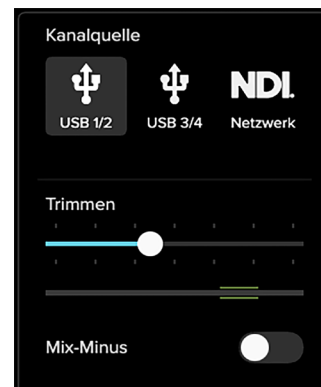 Kanalquelle
NDI.
USB 1/2 USB 3/4 Netzwerk
Trimmen
Mix-Minus